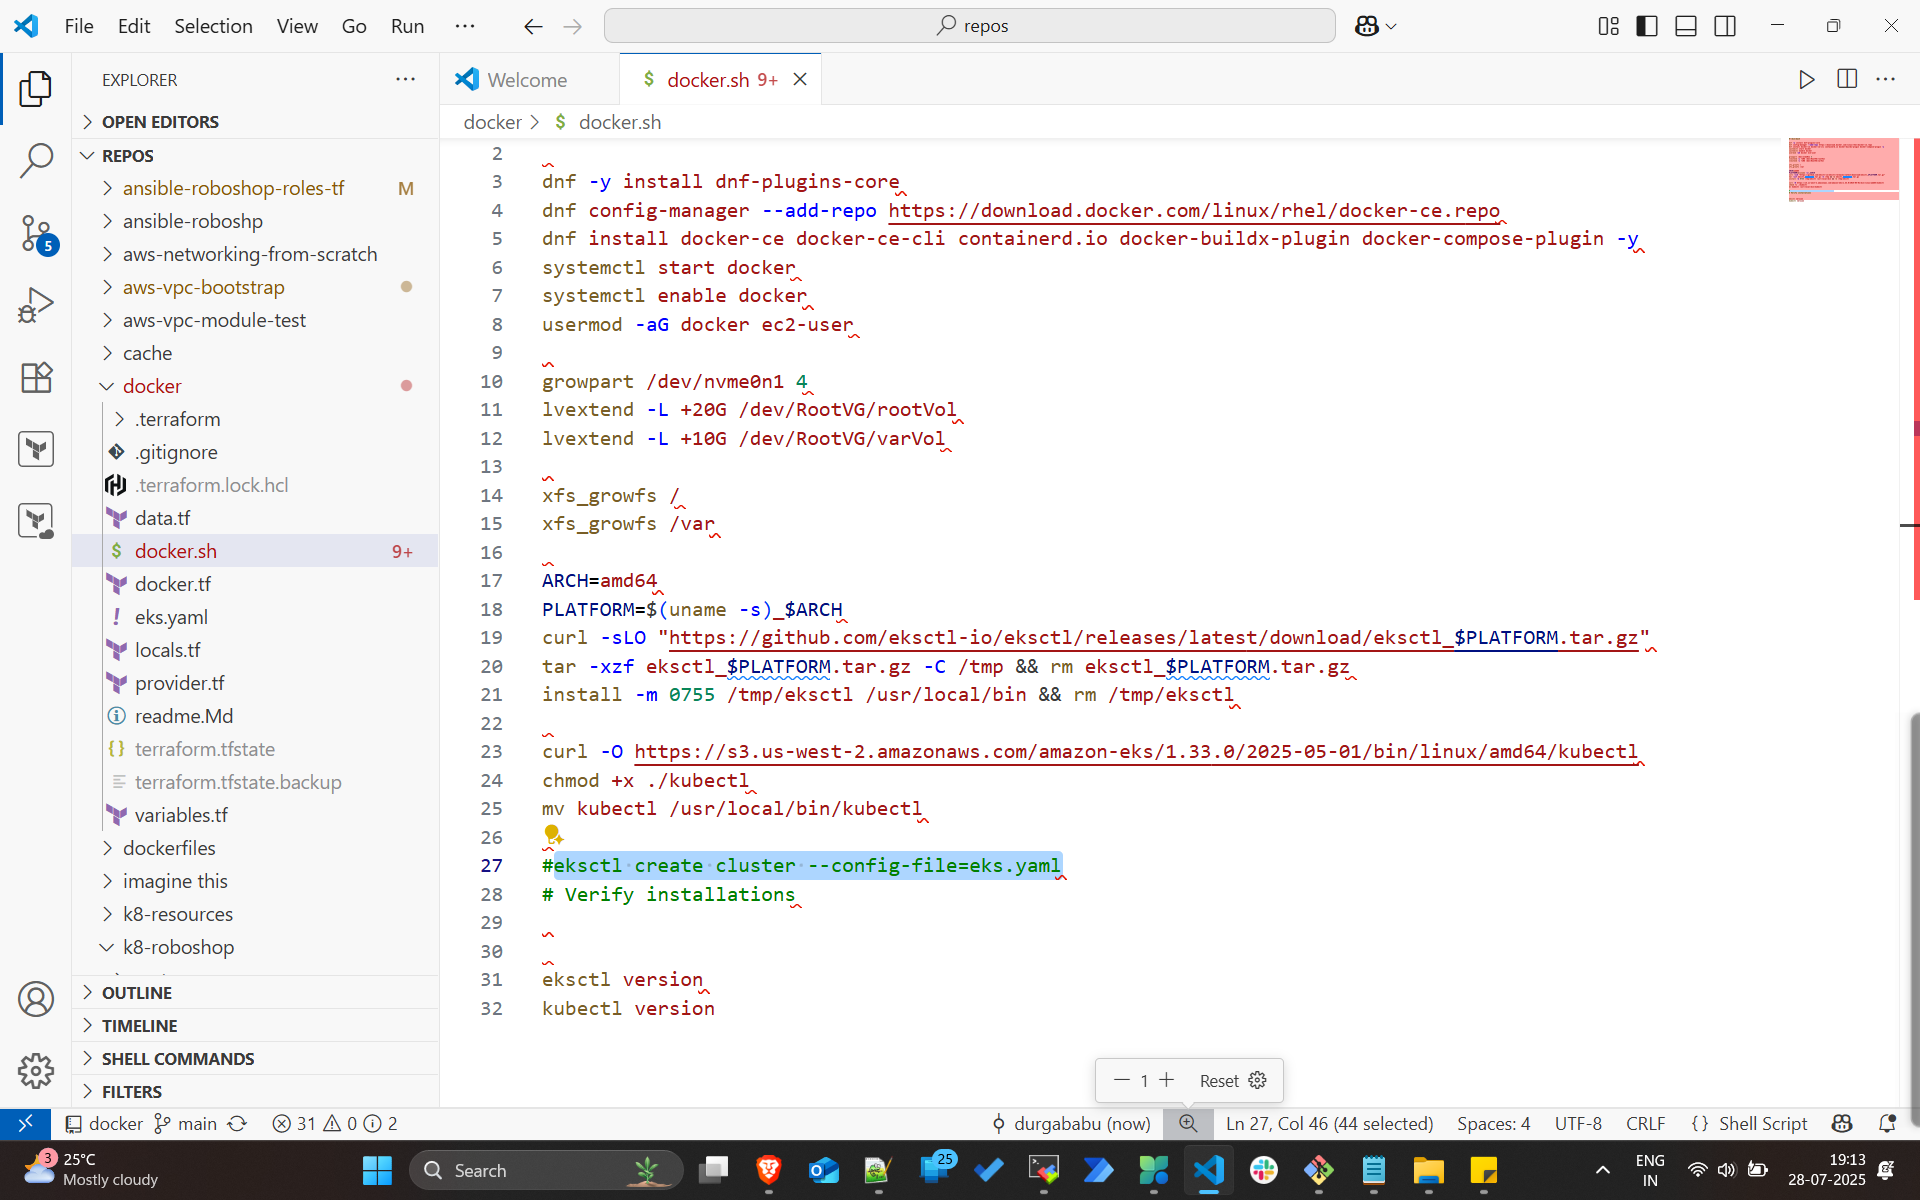 File Edit Selection View Go Run ··· repos
EXPLORER ···
OPEN EDITORS
REPOS
ansible-roboshop-roles-tf M
ansible-roboshp
aws-networking-from-scratch
aws-vpc-bootstrap
aws-vpc-module-test
cache
docker
.terraform
.gitignore
.terraform.lock.hcl
data.tf
$ docker.sh 9+
docker.tf
! eks.yaml
locals.tf
provider.tf
readme.Md
{} terraform.tfstate
terraform.tfstate.backup
variables.tf
dockerfiles
imagine this
k8-resources
k8-roboshop
OUTLINE
TIMELINE
SHELL COMMANDS
FILTERS
5
Welcome $ docker.sh 9+
docker > $ docker.sh
2
3 dnf -y install dnf-plugins-core
4 dnf config-manager --add-repo https://download.docker.com/linux/rhel/docker-ce.repo
5 dnf install docker-ce docker-ce-cli containerd.io docker-buildx-plugin docker-compose-plugin -y
6 systemctl start docker
7 systemctl enable docker
8 usermod -aG docker ec2-user
9
10 growpart /dev/nvme0n1 4
11 lvextend -L +20G /dev/RootVG/rootVol
12 lvextend -L +10G /dev/RootVG/varVol
13
14 xfs_growfs /
15 xfs_growfs /var
16
17 ARCH=amd64
18 PLATFORM=$(uname -s)_$ARCH
19 curl -sLO "https://github.com/eksctl-io/eksctl/releases/latest/download/eksctl_$PLATFORM.tar.gz"
20 tar -xzf eksctl_$PLATFORM.tar.gz -C /tmp && rm eksctl_$PLATFORM.tar.gz
21 install -m 0755 /tmp/eksctl /usr/local/bin && rm /tmp/eksctl
22
23 curl -O https://s3.us-west-2.amazonaws.com/amazon-eks/1.33.0/2025-05-01/bin/linux/amd64/kubectl
24 chmod +x ./kubectl
25 mv kubectl /usr/local/bin/kubectl
26
27 #eksctl create cluster --config-file=eks.yaml
28 # Verify installations
29
30
31 eksctl version
32 kubectl version
— 1 + Reset
docker main 31 0 2 durgababu (now) Ln 27, Col 46 (44 selected) Spaces: 4 UTF-8 CRLF {} Shell Script
3 25°C
Mostly cloudy
Search
25
ENG
IN
19:13
28-07-2025